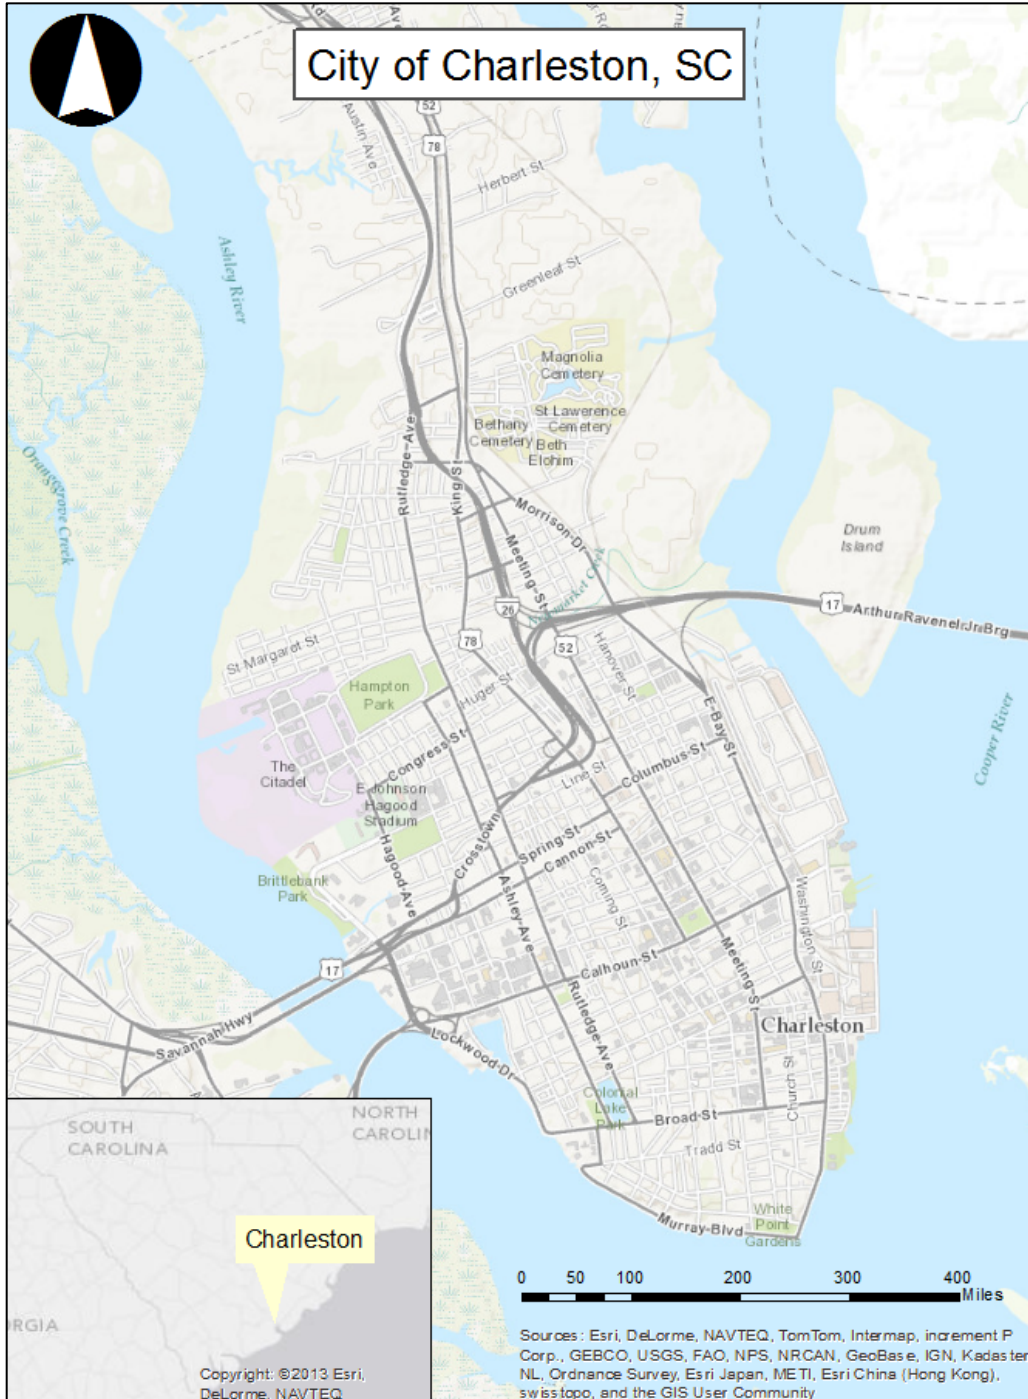 City of Charleston, SC
52
Austin Ave
78
Herbert St
Ashley River
Greenleaf St
Magnolia
Cemetery
St Lawerence
Cemetery
Bethany
Cemetery
Beth
Elohim
Orangegrove Creek
Rutledge Ave
King St
Morrison Dr
Meeting St
Newmarket Creek
Drum
Island
26
17
Arthur Ravenel Jr Brg
78
52
Hanover St
St Margaret St
Hampton
Park
Huger St
E Bay St
Cooper River
Congress St
The
Citadel
Line St
Columbus St
E Johnson
Hagood
Stadium
Hagood Ave
Crosstown
Spring St
Cannon St
Brittlebank
Park
Ashley Ave
Coming St
Washington St
17
Calhoun St
Meeting St
Rutledge Ave
Savannah Hwy
Lockwood Dr
Charleston
Colonial
Lake
Park
Church St
Broad St
Tradd St
White
Point
Gardens
Murray Blvd
SOUTH
CAROLINA
NORTH
CAROLIN
Charleston
RGIA
Copyright: ©2013 Esri,
DeLorme, NAVTEQ
0 50 100 200 300 400
Miles
Sources: Esri, DeLorme, NAVTEQ, TomTom, Intermap, increment P
Corp., GEBCO, USGS, FAO, NPS, NRCAN, GeoBase, IGN, Kadaster
NL, Ordnance Survey, Esri Japan, METI, Esri China (Hong Kong),
swisstopo, and the GIS User Community